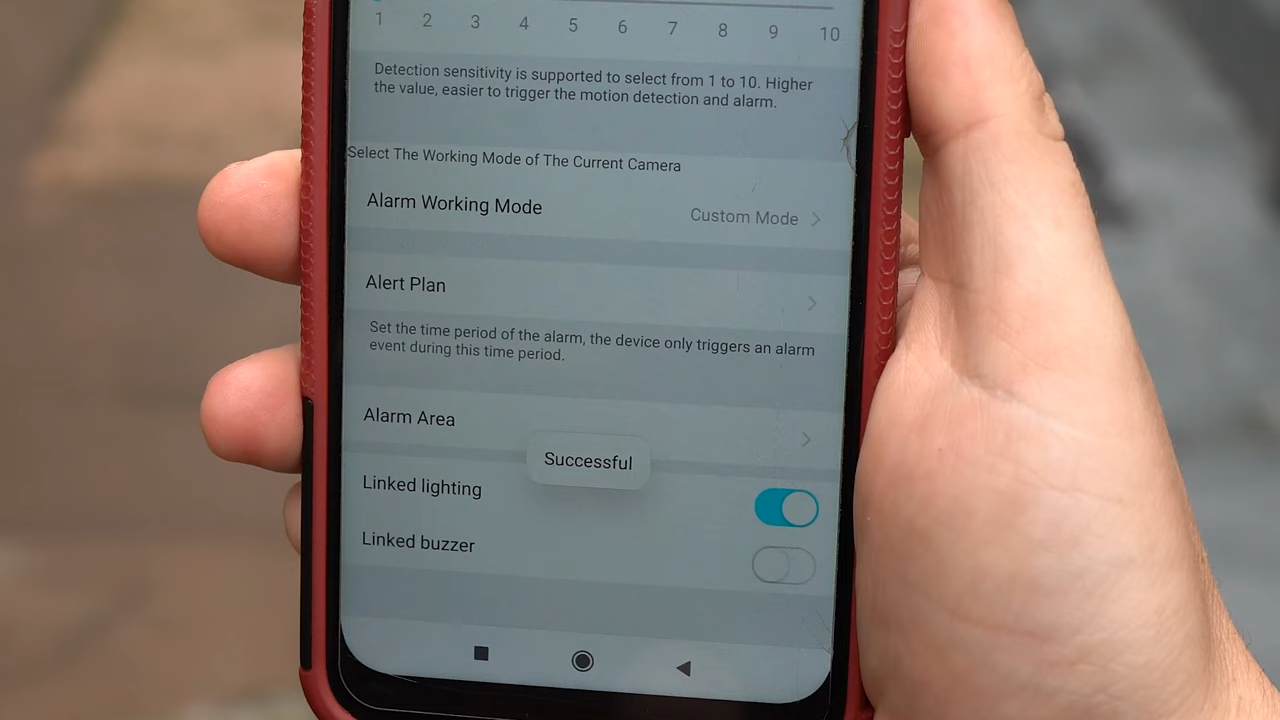 1 2 3 4 5 6 7 8 9 10
Detection sensitivity is supported to select from 1 to 10. Higher
the value, easier to trigger the motion detection and alarm.
Select The Working Mode of The Current Camera
Alarm Working Mode Custom Mode
Alert Plan
Set the time period of the alarm, the device only triggers an alarm
event during this time period.
Alarm Area
Successful
Linked lighting
Linked buzzer